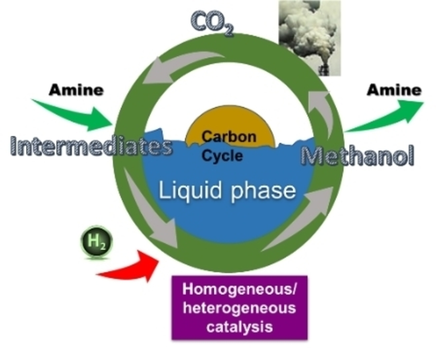 CO₂
Amine
Amine
Intermediates
Carbon
Cycle
Methanol
Liquid phase
H₂
Homogeneous/
heterogeneous
catalysis